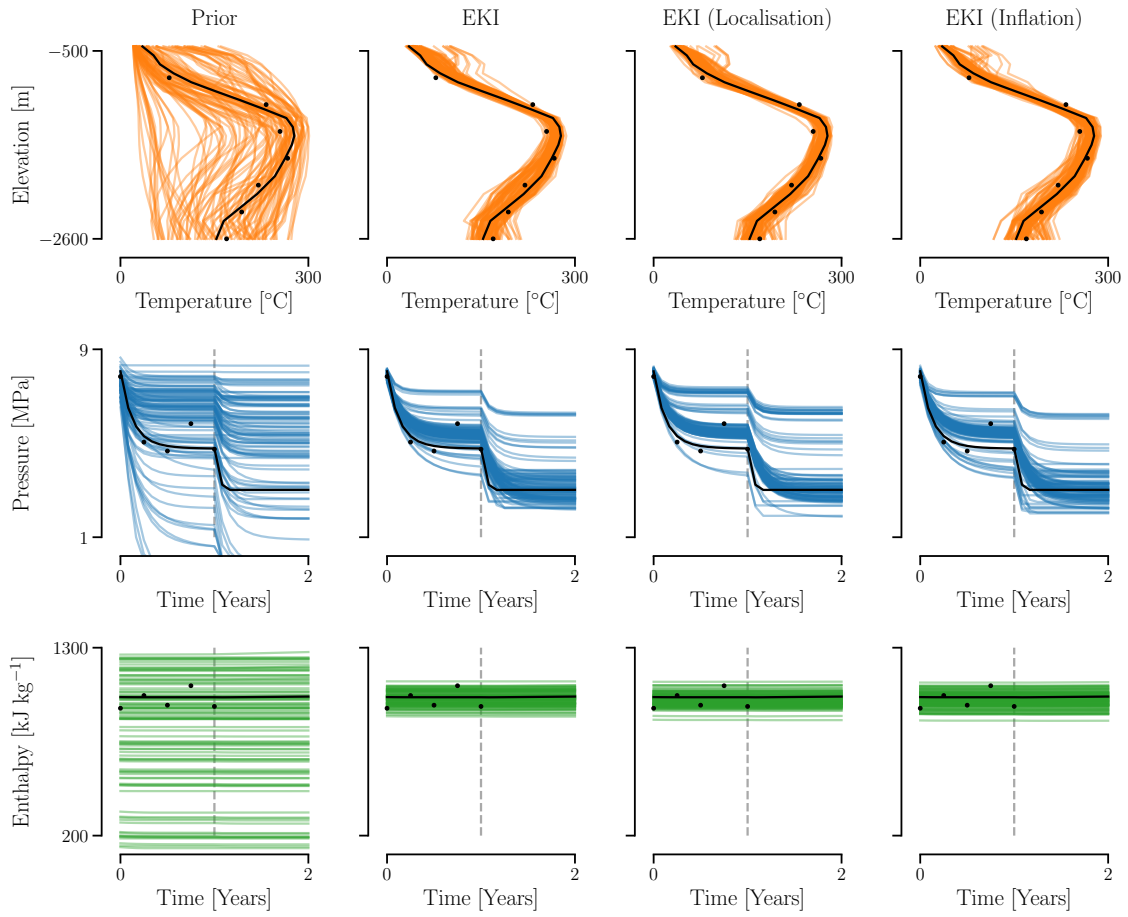 Prior EKI EKI (Localisation) EKI (Inflation)
−500
Elevation [m]
−2600
0 300 0 300 0 300 0 300
Temperature [°C] Temperature [°C] Temperature [°C] Temperature [°C]
9
Pressure [MPa]
1
0 2 0 2 0 2 0 2
Time [Years] Time [Years] Time [Years] Time [Years]
1300
Enthalpy [kJ kg⁻¹]
200
0 2 0 2 0 2 0 2
Time [Years] Time [Years] Time [Years] Time [Years]